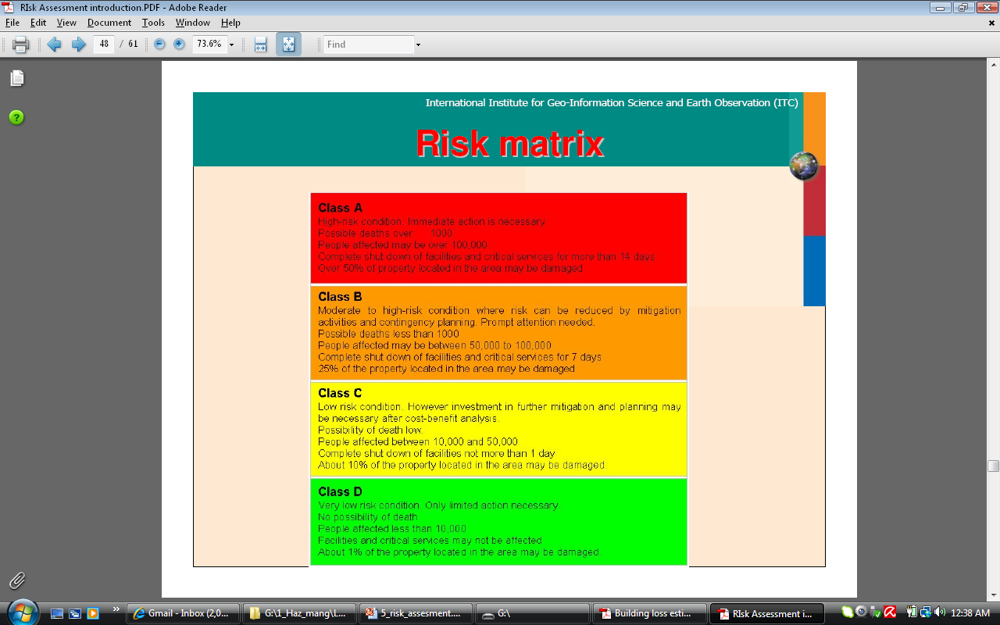 RIsk Assessment introduction.PDF - Adobe Reader
File Edit View Document Tools Window Help
48 / 61 73.6% Find
International Institute for Geo-Information Science and Earth Observation (ITC)
Risk matrix
Class A
High-risk condition. Immediate action is necessary
Possible deaths over 1000
People affected may be over 100,000
Complete shut down of facilities and critical services for more than 14 days
Over 50% of property located in the area may be damaged
Class B
Moderate to high-risk condition where risk can be reduced by mitigation
activities and contingency planning. Prompt attention needed.
Possible deaths less than 1000
People affected may be between 50,000 to 100,000
Complete shut down of facilities and critical services for 7 days
25% of the property located in the area may be damaged
Class C
Low risk condition. However investment in further mitigation and planning may
be necessary after cost-benefit analysis.
Possibility of death low.
People affected between 10,000 and 50,000
Complete shut down of facilities not more than 1 day
About 10% of the property located in the area may be damaged.
Class D
Very low risk condition. Only limited action necessary.
No possibility of death
People affected less than 10,000
Facilities and critical services may not be affected
About 1% of the property located in the area may be damaged
Gmail - Inbox (2,0... G:\1_Haz_mang\L... 5_risk_assesment.... G:\ Building loss esti... RIsk Assessment i... 12:38 AM